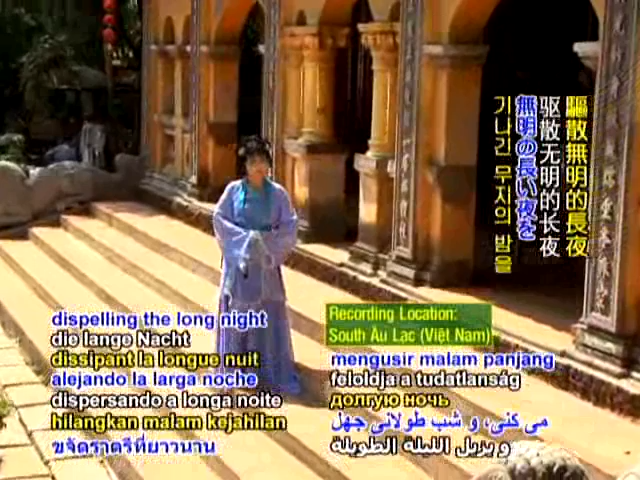 驅散無明的長夜
驱散无明的长夜
無明の長い夜を
기나긴 무지의 밤을
dispelling the long night
die lange Nacht
dissipant la longue nuit
alejando la larga noche
dispersando a longa noite
hilangkan malam kejahilan
ขจัดราตรีที่ยาวนาน
Recording Location:
South Âu Lạc (Việt Nam)
mengusir malam panjang
feloldja a tudatlanság
долгую ночь
می کنی، و شب طولانی جهل
و يزيل الليلة الطويلة